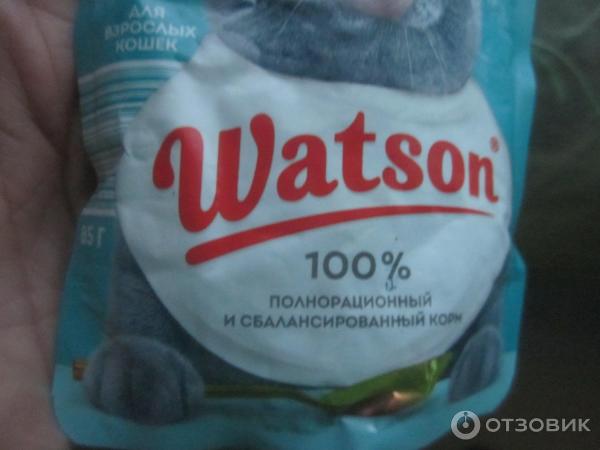 ДЛЯ
ВЗРОСЛЫХ
КОШЕК
Watson®
85 Г
100%
ПОЛНОРАЦИОННЫЙ
И СБАЛАНСИРОВАННЫЙ КОРМ
ОТЗОВИК